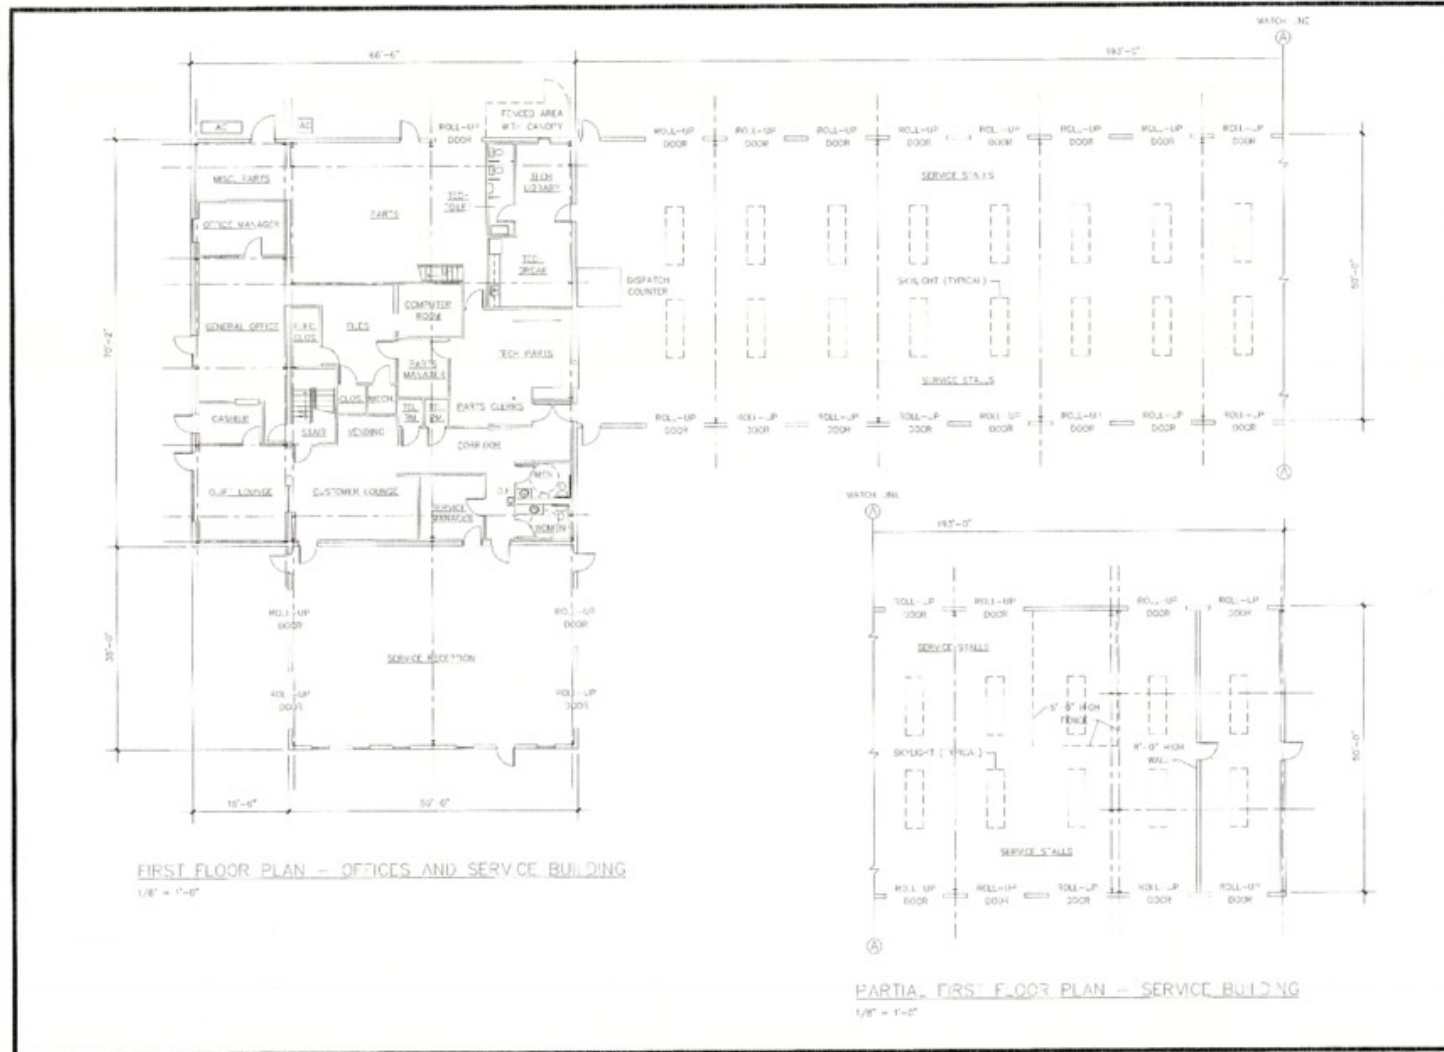 MATCH LINE
A
66'-6"
193'-0"
AC
AC
FENCED AREA
WITH CANOPY
ROLL-UP
DOOR
ROLL-UP
DOOR
ROLL-UP
DOOR
ROLL-UP
DOOR
ROLL-UP
DOOR
ROLL-UP
DOOR
ROLL-UP
DOOR
ROLL-UP
DOOR
ROLL-UP
DOOR
MISC. PARTS
TECH
LIBRARY
SERVICE STALLS
PARTS
OFFICE MANAGER
BREAK
DISPATCH
COUNTER
SKYLIGHT (TYPICAL)
50'-0"
COMPUTER
ROOM
GENERAL OFFICE
CLOS.
FILES
70'-2"
TECH PARTS
PARTS
MANAGER
SERVICE STALLS
CLOS.
MECH.
PARTS CLERKS
CASHIER
STAIR
VENDING
CORRIDOR
ROLL-UP
DOOR
ROLL-UP
DOOR
ROLL-UP
DOOR
ROLL-UP
DOOR
ROLL-UP
DOOR
ROLL-UP
DOOR
ROLL-UP
DOOR
ROLL-UP
DOOR
A
LOUNGE
CUSTOMER LOUNGE
SERVICE
MANAGER
MEN
WOMEN
ROLL-UP
DOOR
ROLL-UP
DOOR
35'-0"
SERVICE RECEPTION
ROLL-UP
DOOR
ROLL-UP
DOOR
16'-6"
50'-0"
FIRST FLOOR PLAN - OFFICES AND SERVICE BUILDING
1/8" = 1'-0"
MATCH LINE
A
193'-0"
ROLL-UP
DOOR
ROLL-UP
DOOR
ROLL-UP
DOOR
ROLL-UP
DOOR
SERVICE STALLS
HIGH
FENCE
SKYLIGHT (TYPICAL)
8'-0" HIGH
WALL
50'-0"
SERVICE STALLS
ROLL-UP
DOOR
ROLL-UP
DOOR
ROLL-UP
DOOR
ROLL-UP
DOOR
ROLL-UP
DOOR
A
PARTIAL FIRST FLOOR PLAN - SERVICE BUILDING
1/8" = 1'-0"